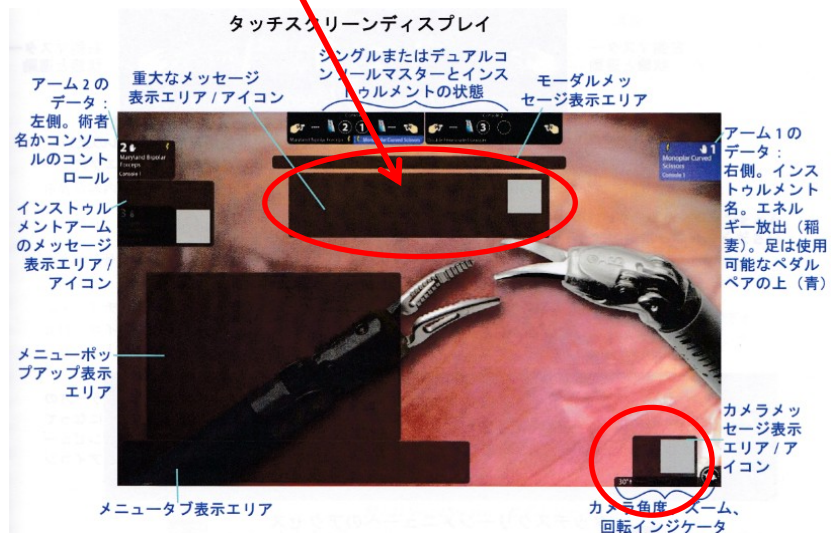 タッチスクリーンディスプレイ
シングルまたはデュアルコ
ンソールマスターとインス
トゥルメントの状態
重大なメッセージ
表示エリア / アイコン
モーダルメッ
セージ表示エリア
アーム 2 の
データ:
左側。術者
名かコンソー
ルのコント
ロール
2
Maryland Bipolar
Forceps
Console 1
② ①
③
1
Monopolar Curved
Scissors
Console 1
アーム 1 の
データ:
右側。インス
トゥルメント
名。エネル
ギー放出(稲
妻)。足は使用
可能なペダル
ペアの上(青)
インストゥル
メントアーム
のメッセージ
表示エリア /
アイコン
3
メニューポッ
プアップ表示
エリア
カメラメッ
セージ表示
エリア / ア
イコン
30°
メニュータブ表示エリア
カメラ角度、ズーム、
回転インジケータ